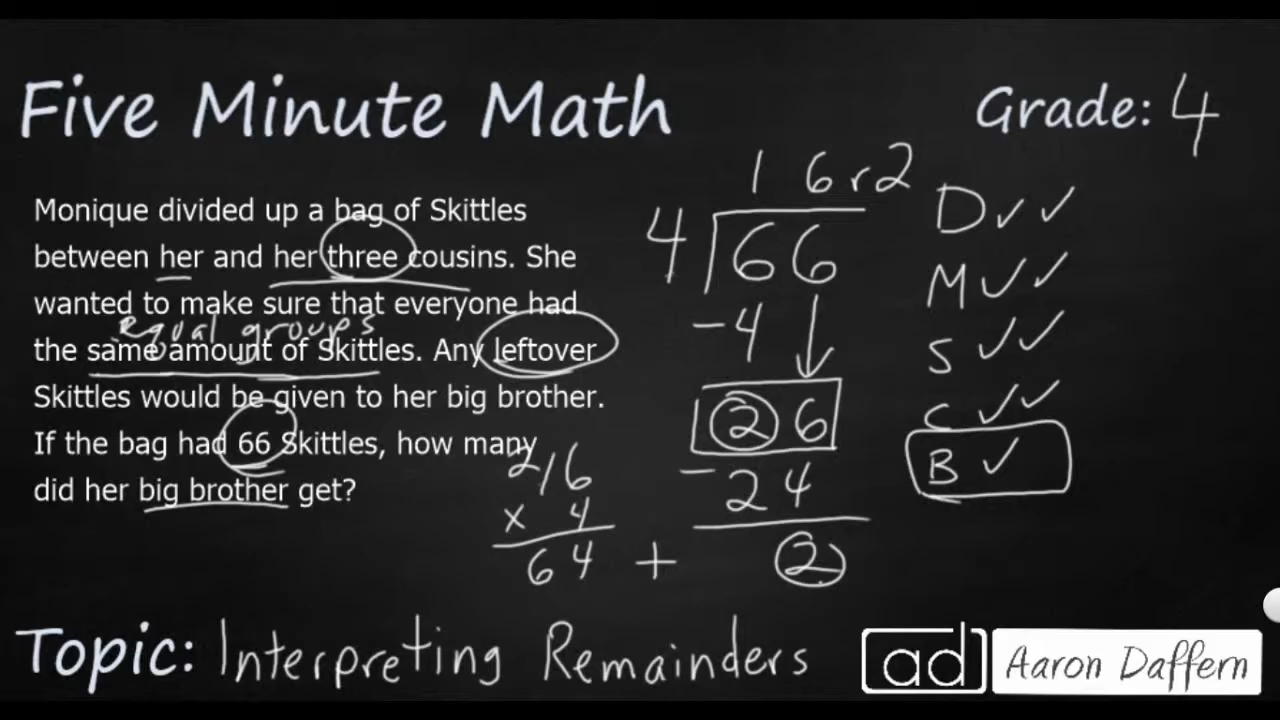 Five Minute Math
Grade: 4
Monique divided up a bag of Skittles
between her and her three cousins. She
wanted to make sure that everyone had
equal groups
the same amount of Skittles. Any leftover
Skittles would be given to her big brother.
If the bag had 66 Skittles, how many
did her big brother get?
2
16
x 4
64 +
16r2
4)66
-4
26
-24
2
D✓✓
M✓✓
S✓✓
C✓✓
B✓
Topic: Interpreting Remainders
ad Aaron Daffern